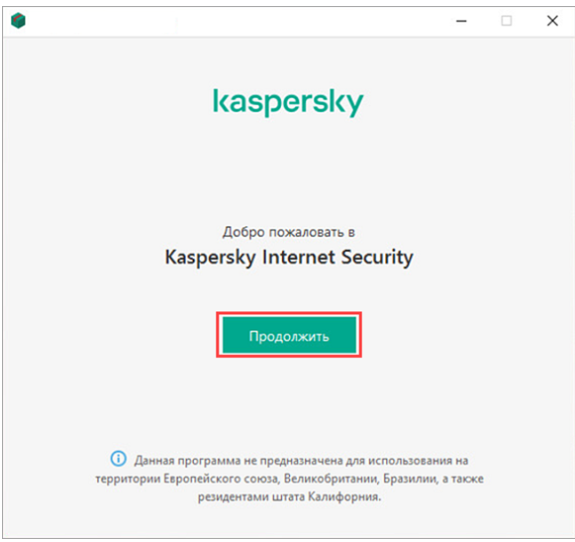 kaspersky
Добро пожаловать в
Kaspersky Internet Security
Продолжить
Данная программа не предназначена для использования на
территории Европейского союза, Великобритании, Бразилии, а также
резидентами штата Калифорния.